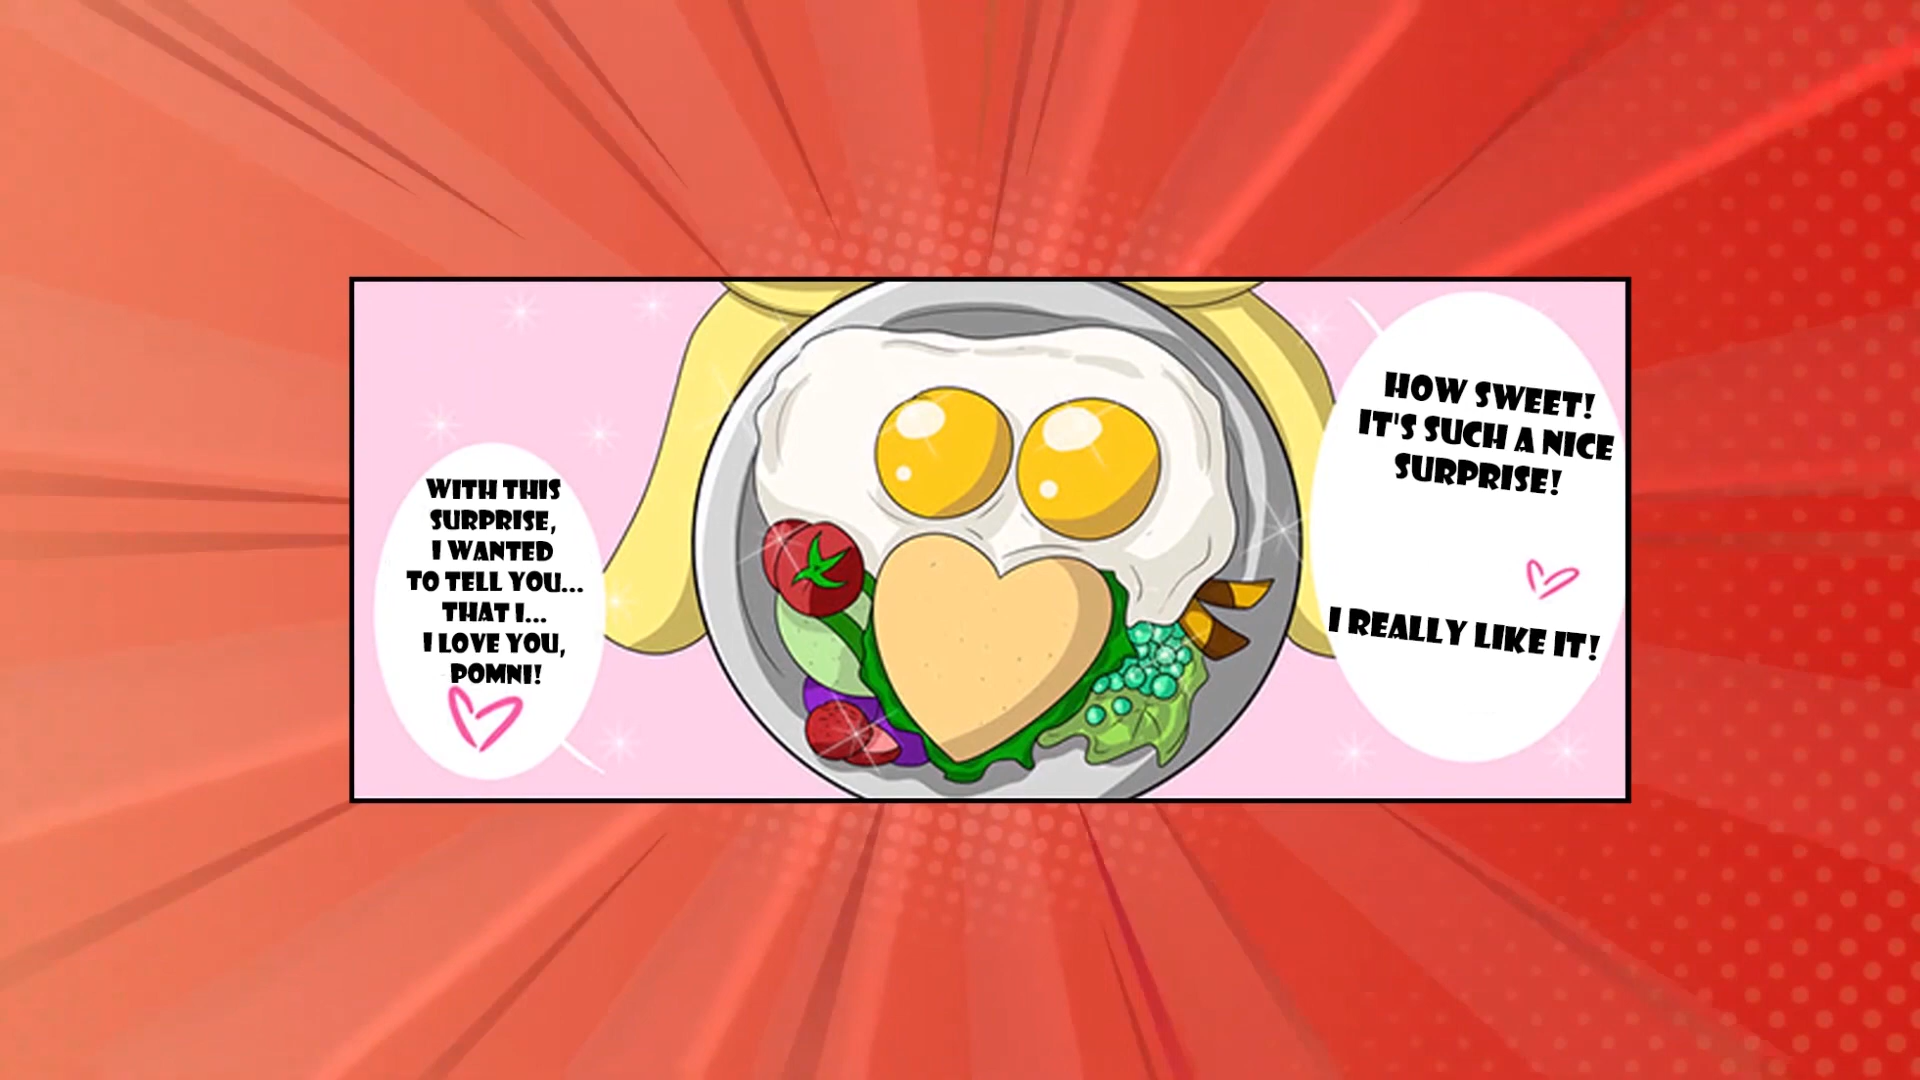 WITH THIS
SURPRISE,
I WANTED
TO TELL YOU...
THAT I...
I LOVE YOU,
POMNI!
HOW SWEET!
IT'S SUCH A NICE
SURPRISE!
I REALLY LIKE IT!